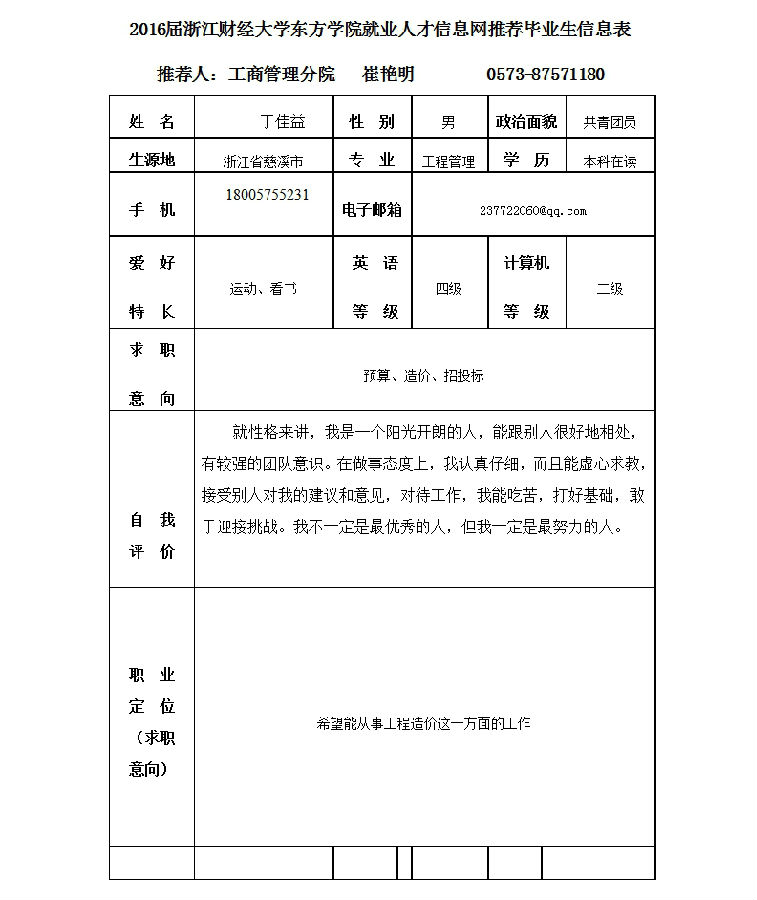 2016届浙江财经大学东方学院就业人才信息网推荐毕业生信息表
推荐人：工商管理分院 崔艳明 0573-87571180
姓 名 丁佳益 性 别 男 政治面貌 共青团员
生源地 浙江省慈溪市 专 业 工程管理 学 历 本科在读
手 机 18005755231 电子邮箱 237722060@qq.com
爱 好 英 语 计算机
运动、看书 四级 二级
特 长 等 级 等 级
求 职
预算、造价、招投标
意 向
就性格来讲，我是一个阳光开朗的人，能跟别人很好地相处，
有较强的团队意识。在做事态度上，我认真仔细，而且能虚心求教，
接受别人对我的建议和意见，对待工作，我能吃苦，打好基础，敢
于迎接挑战。我不一定是最优秀的人，但我一定是最努力的人。
自 我
评 价
职 业
定 位
（求职
意向）
希望能从事工程造价这一方面的工作